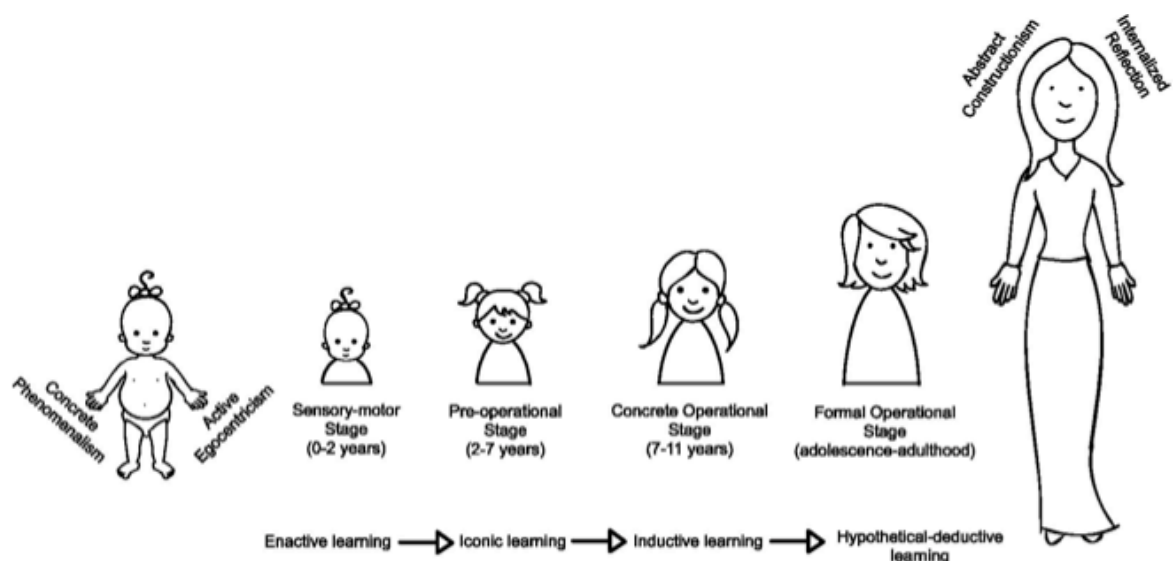 Concrete
Phenomenalism
Active
Egocentricism
Sensory-motor
Stage
(0-2 years)
Pre-operational
Stage
(2-7 years)
Concrete Operational
Stage
(7-11 years)
Formal Operational
Stage
(adolescence-adulthood)
Abstract
Constructionism
Internalized
Reflection
Enactive learning
Iconic learning
Inductive learning
Hypothetical-deductive
learning